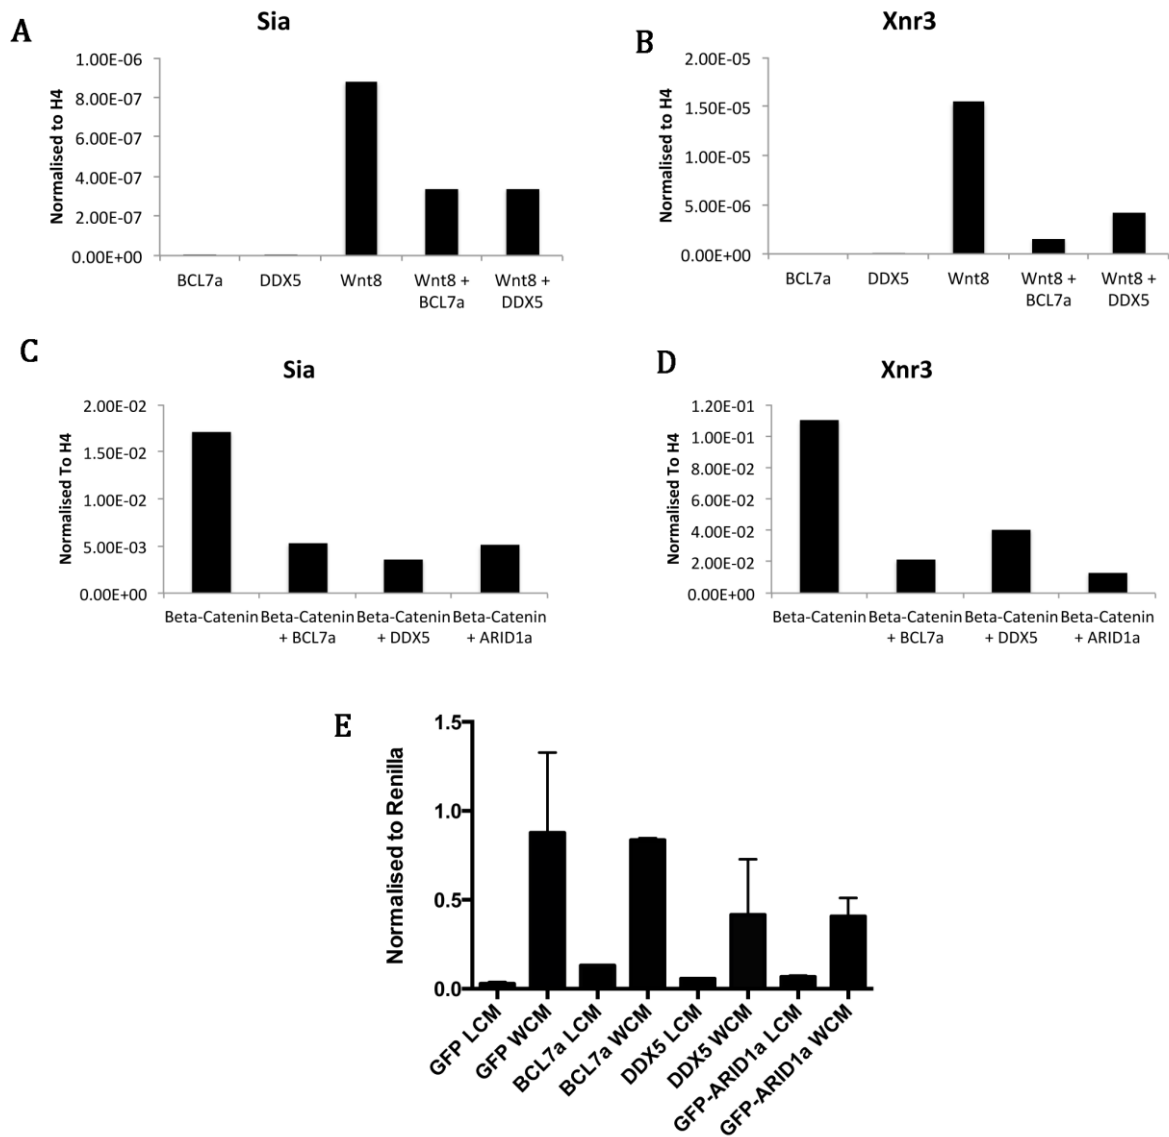 A
Sia
Normalised to H4
1.00E-06
8.00E-07
6.00E-07
4.00E-07
2.00E-07
0.00E+00
BCL7a
DDX5
Wnt8
Wnt8 +
BCL7a
Wnt8 +
DDX5
B
Xnr3
Normalised to H4
2.00E-05
1.50E-05
1.00E-05
5.00E-06
0.00E+00
BCL7a
DDX5
Wnt8
Wnt8 +
BCL7a
Wnt8 +
DDX5
C
Sia
Normalised To H4
2.00E-02
1.50E-02
1.00E-02
5.00E-03
0.00E+00
Beta-Catenin
Beta-Catenin
+ BCL7a
Beta-Catenin
+ DDX5
Beta-Catenin
+ ARID1a
D
Xnr3
Normalised To H4
1.20E-01
1.00E-01
8.00E-02
6.00E-02
4.00E-02
2.00E-02
0.00E+00
Beta-Catenin
Beta-Catenin
+ BCL7a
Beta-Catenin
+ DDX5
Beta-Catenin
+ ARID1a
E
Normalised to Renilla
1.5
1.0
0.5
0.0
GFP LCM
GFP WCM
BCL7a LCM
BCL7a WCM
DDX5 LCM
DDX5 WCM
GFP-ARID1a LCM
GFP-ARID1a WCM